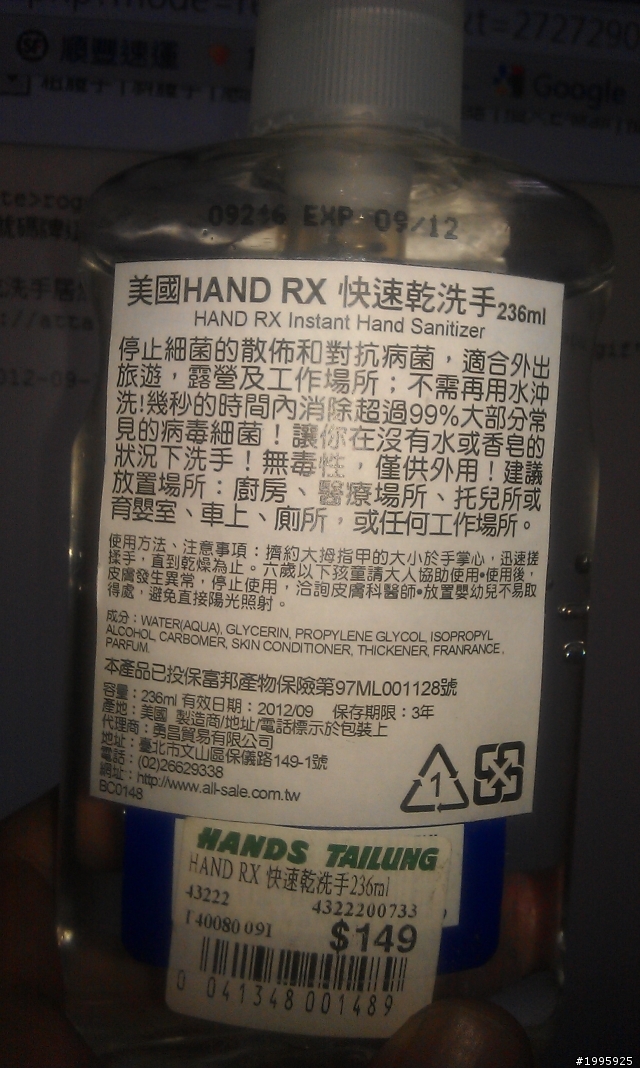 順豐速運
Google
09246 EXP 09/12
美國HAND RX 快速乾洗手236ml
HAND RX Instant Hand Sanitizer
停止細菌的散佈和對抗病菌，適合外出
旅遊，露營及工作場所；不需再用水沖
洗!幾秒的時間內消除超過99%大部分常
見的病毒細菌！讓你在沒有水或香皂的
狀況下洗手！無毒性，僅供外用！建議
放置場所：廚房、醫療場所、托兒所或
育嬰室、車上、廁所，或任何工作場所。
使用方法、注意事項：擠約大拇指甲的大小於手掌心，迅速搓
揉手，直到乾燥為止。六歲以下孩童請大人協助使用•使用後，
皮膚發生異常，停止使用，洽詢皮膚科醫師•放置嬰幼兒不易取
得處，避免直接陽光照射。
成分：WATER(AQUA), GLYCERIN, PROPYLENE GLYCOL, ISOPROPYL
ALCOHOL, CARBOMER, SKIN CONDITIONER, THICKENER, FRANRANCE,
PARFUM.
本產品已投保富邦產物保險第97ML001128號
容量：236ml 有效日期：2012/09 保存期限：3年
產地：美國 製造商/地址/電話標示於包裝上
代理商：勇昌貿易有限公司
地址：臺北市文山區保儀路149-1號
電話：(02)26629338
網址：http://www.all-sale.com.tw
BC0148
1
HANDS TAILUNG
HAND RX 快速乾洗手236ml
43222 4322200733
140080 091 $149
0 041348 001489
#1995925